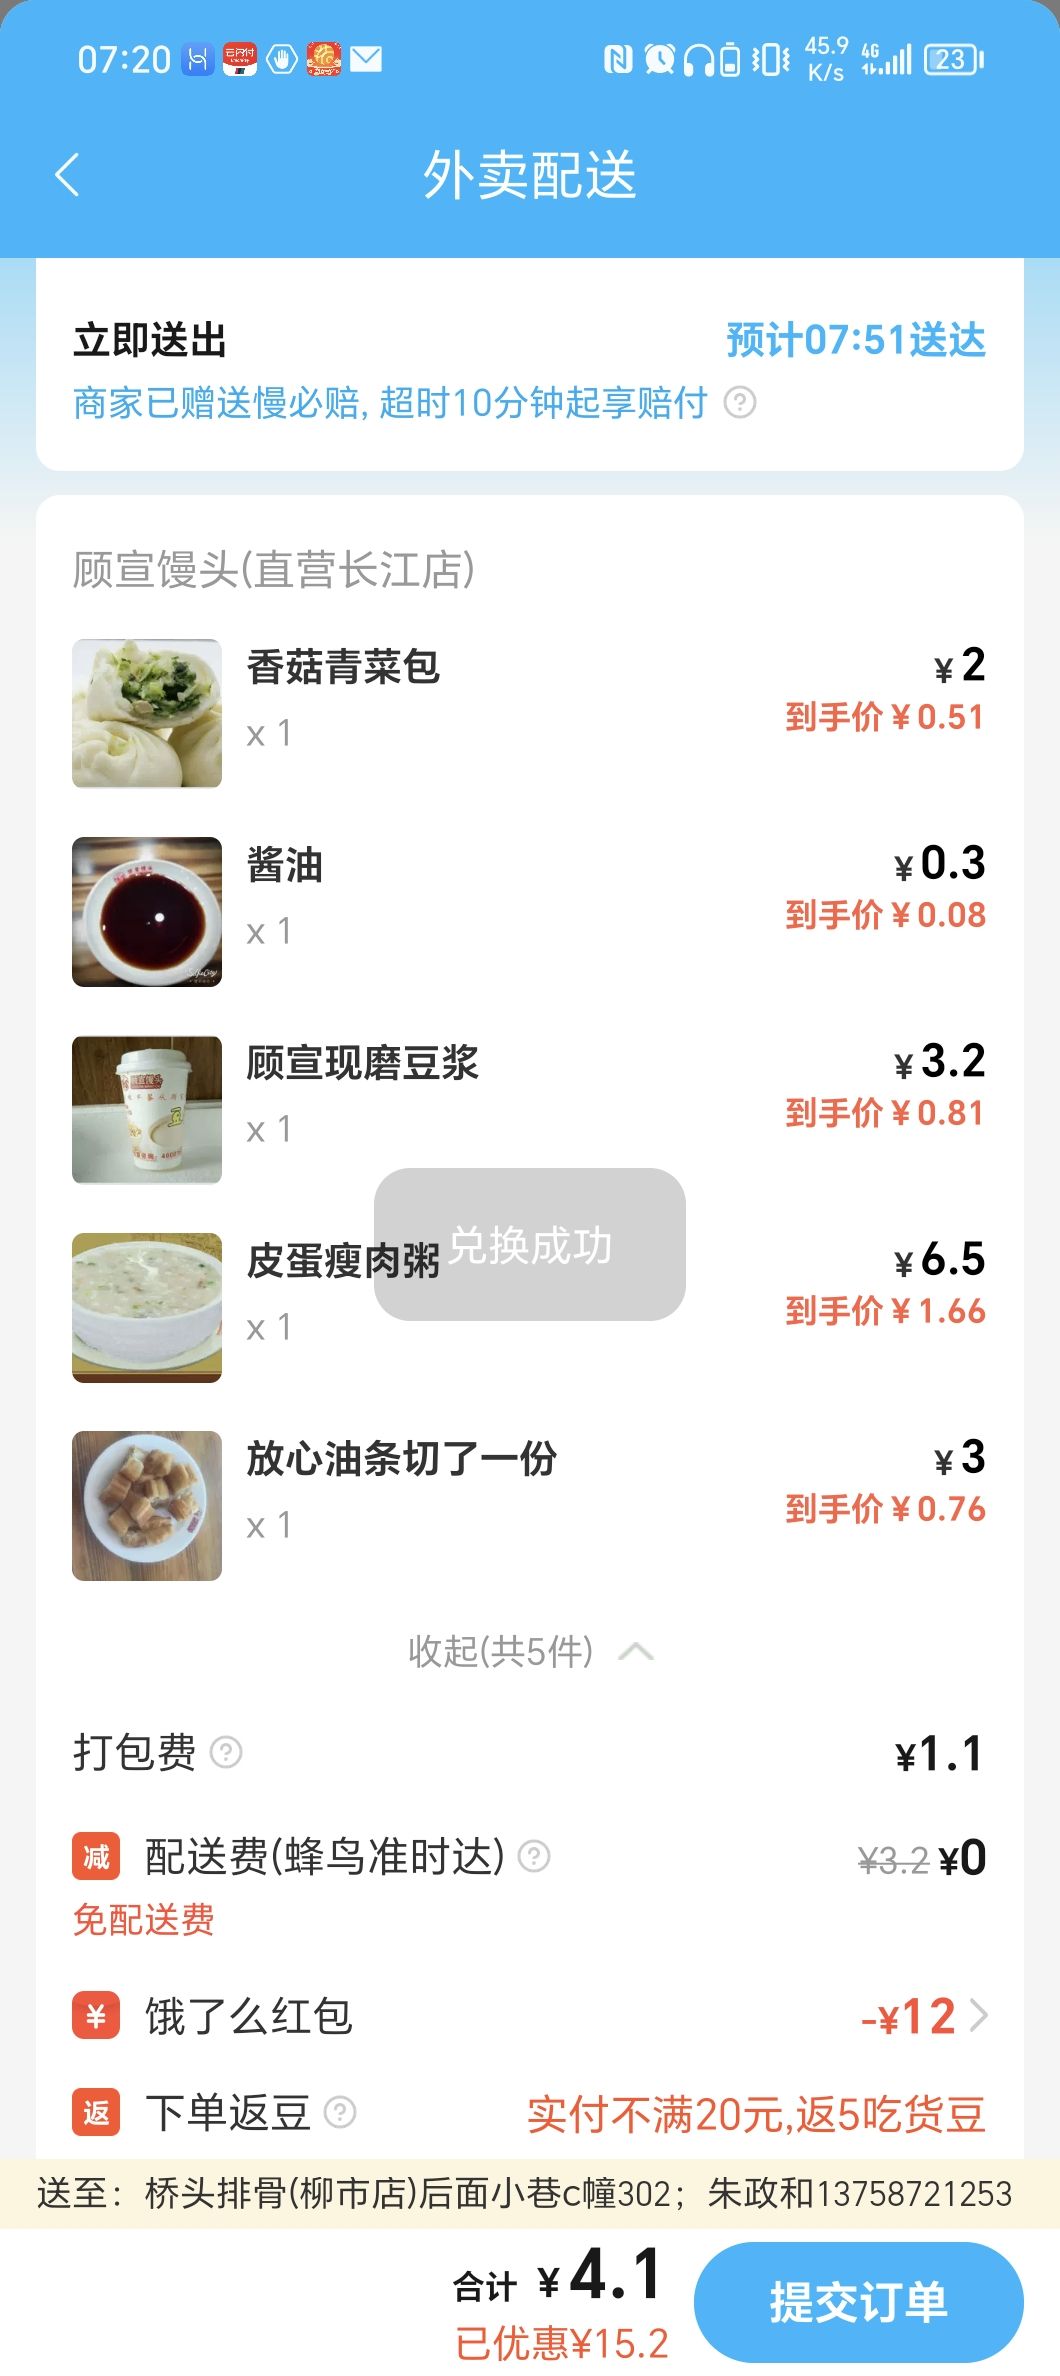 07:20
45.9 K/s
4G
23
外卖配送
立即送出 预计07:51送达
商家已赠送慢必赔, 超时10分钟起享赔付
顾宣馒头(直营长江店)
香菇青菜包 ¥2
x 1 到手价¥0.51
酱油 ¥0.3
x 1 到手价¥0.08
顾宣现磨豆浆 ¥3.2
x 1 到手价¥0.81
皮蛋瘦肉粥 ¥6.5
兑换成功
x 1 到手价¥1.66
放心油条切了一份 ¥3
x 1 到手价¥0.76
收起(共5件)
打包费 ¥1.1
减 配送费(蜂鸟准时达) ¥3.2 ¥0
免配送费
¥ 饿了么红包 -¥12
返 下单返豆 实付不满20元,返5吃货豆
送至：桥头排骨(柳市店)后面小巷c幢302；朱政和13758721253
合计 ¥4.1
已优惠¥15.2
提交订单